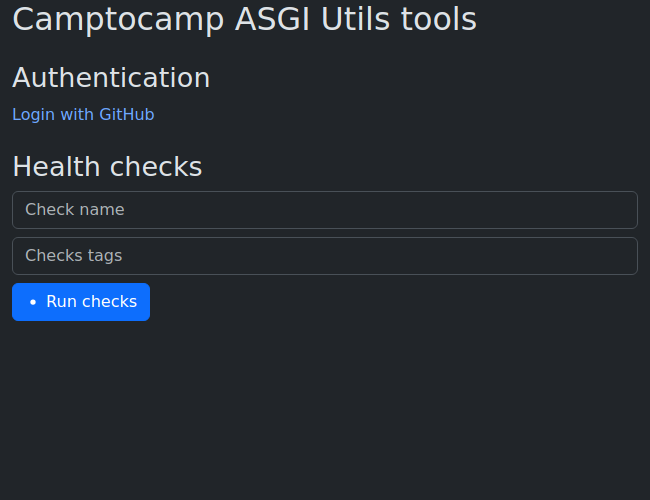 Camptocamp ASGI Utils tools
Authentication
Login with GitHub
Health checks
Check name
Checks tags
• Run checks